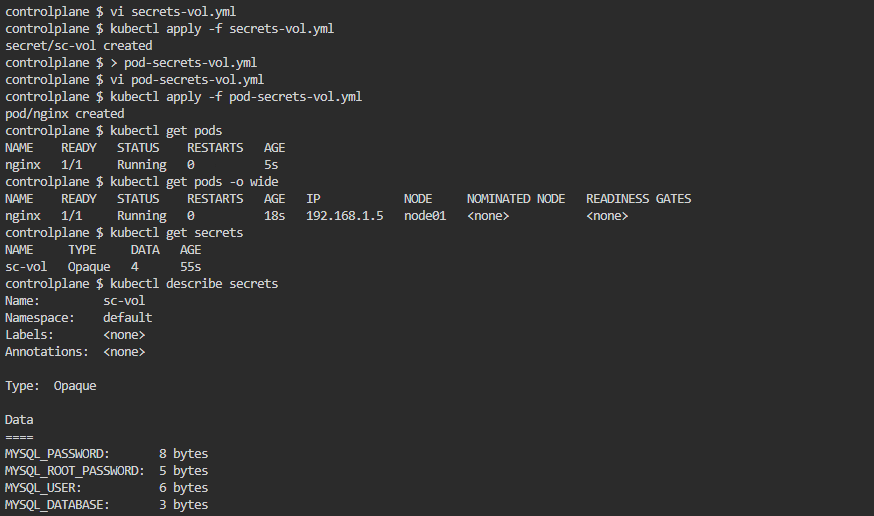 controlplane $ vi secrets-vol.yml
controlplane $ kubectl apply -f secrets-vol.yml
secret/sc-vol created
controlplane $ > pod-secrets-vol.yml
controlplane $ vi pod-secrets-vol.yml
controlplane $ kubectl apply -f pod-secrets-vol.yml
pod/nginx created
controlplane $ kubectl get pods
NAME    READY   STATUS    RESTARTS   AGE
nginx   1/1     Running   0          5s
controlplane $ kubectl get pods -o wide
NAME    READY   STATUS    RESTARTS   AGE   IP            NODE     NOMINATED NODE   READINESS GATES
nginx   1/1     Running   0          18s   192.168.1.5   node01   <none>           <none>
controlplane $ kubectl get secrets
NAME     TYPE     DATA   AGE
sc-vol   Opaque   4      55s
controlplane $ kubectl describe secrets
Name:         sc-vol
Namespace:    default
Labels:       <none>
Annotations:  <none>
Type:  Opaque
Data
====
MYSQL_PASSWORD:       8 bytes
MYSQL_ROOT_PASSWORD:  5 bytes
MYSQL_USER:           6 bytes
MYSQL_DATABASE:       3 bytes